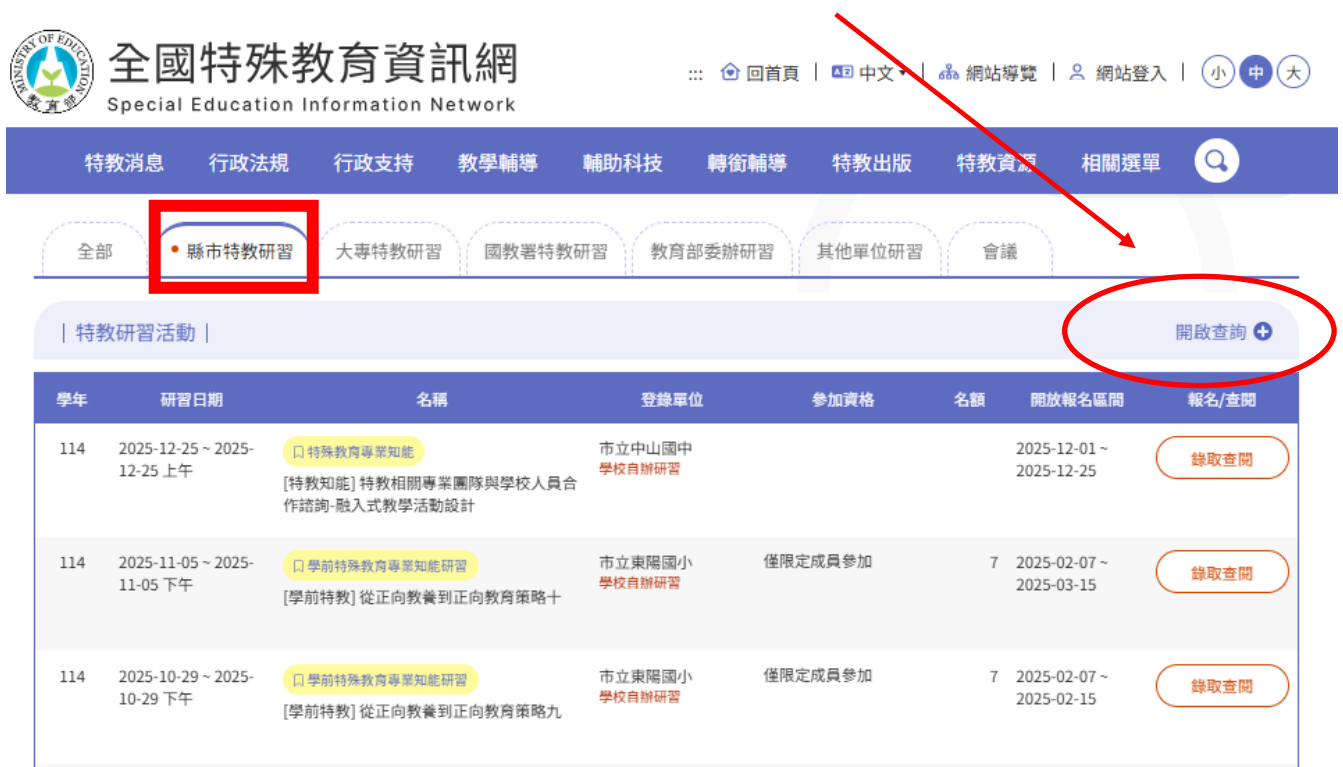 MINISTRY OF EDUCATION
教育部
全國特殊教育資訊網
Special Education Information Network
::: 回首頁 | 中文 | 網站導覽 | 網站登入 | 小 中 大
特教消息 行政法規 行政支持 教學輔導 輔助科技 轉銜輔導 特教出版 特教資源 相關選單
全部 縣市特教研習 大專特教研習 國教署特教研習 教育部委辦研習 其他單位研習 會議
| 特教研習活動 | 開啟查詢
學年 研習日期 名稱 登錄單位 參加資格 名額 開放報名區間 報名/查閱
114 2025-12-25 ~ 2025- 特殊教育專業知能 市立中山國中 2025-12-01 ~ 錄取查閱
12-25 上午 [特教知能] 特教相關專業團隊與學校人員合 學校自辦研習 2025-12-25
作諮詢-融入式教學活動設計
114 2025-11-05 ~ 2025- 學前特殊教育專業知能研習 市立東陽國小 僅限定成員參加 7 2025-02-07 ~ 錄取查閱
11-05 下午 [學前特教] 從正向教養到正向教育策略十 學校自辦研習 2025-03-15
114 2025-10-29 ~ 2025- 學前特殊教育專業知能研習 市立東陽國小 僅限定成員參加 7 2025-02-07 ~ 錄取查閱
10-29 下午 [學前特教] 從正向教養到正向教育策略九 學校自辦研習 2025-02-15